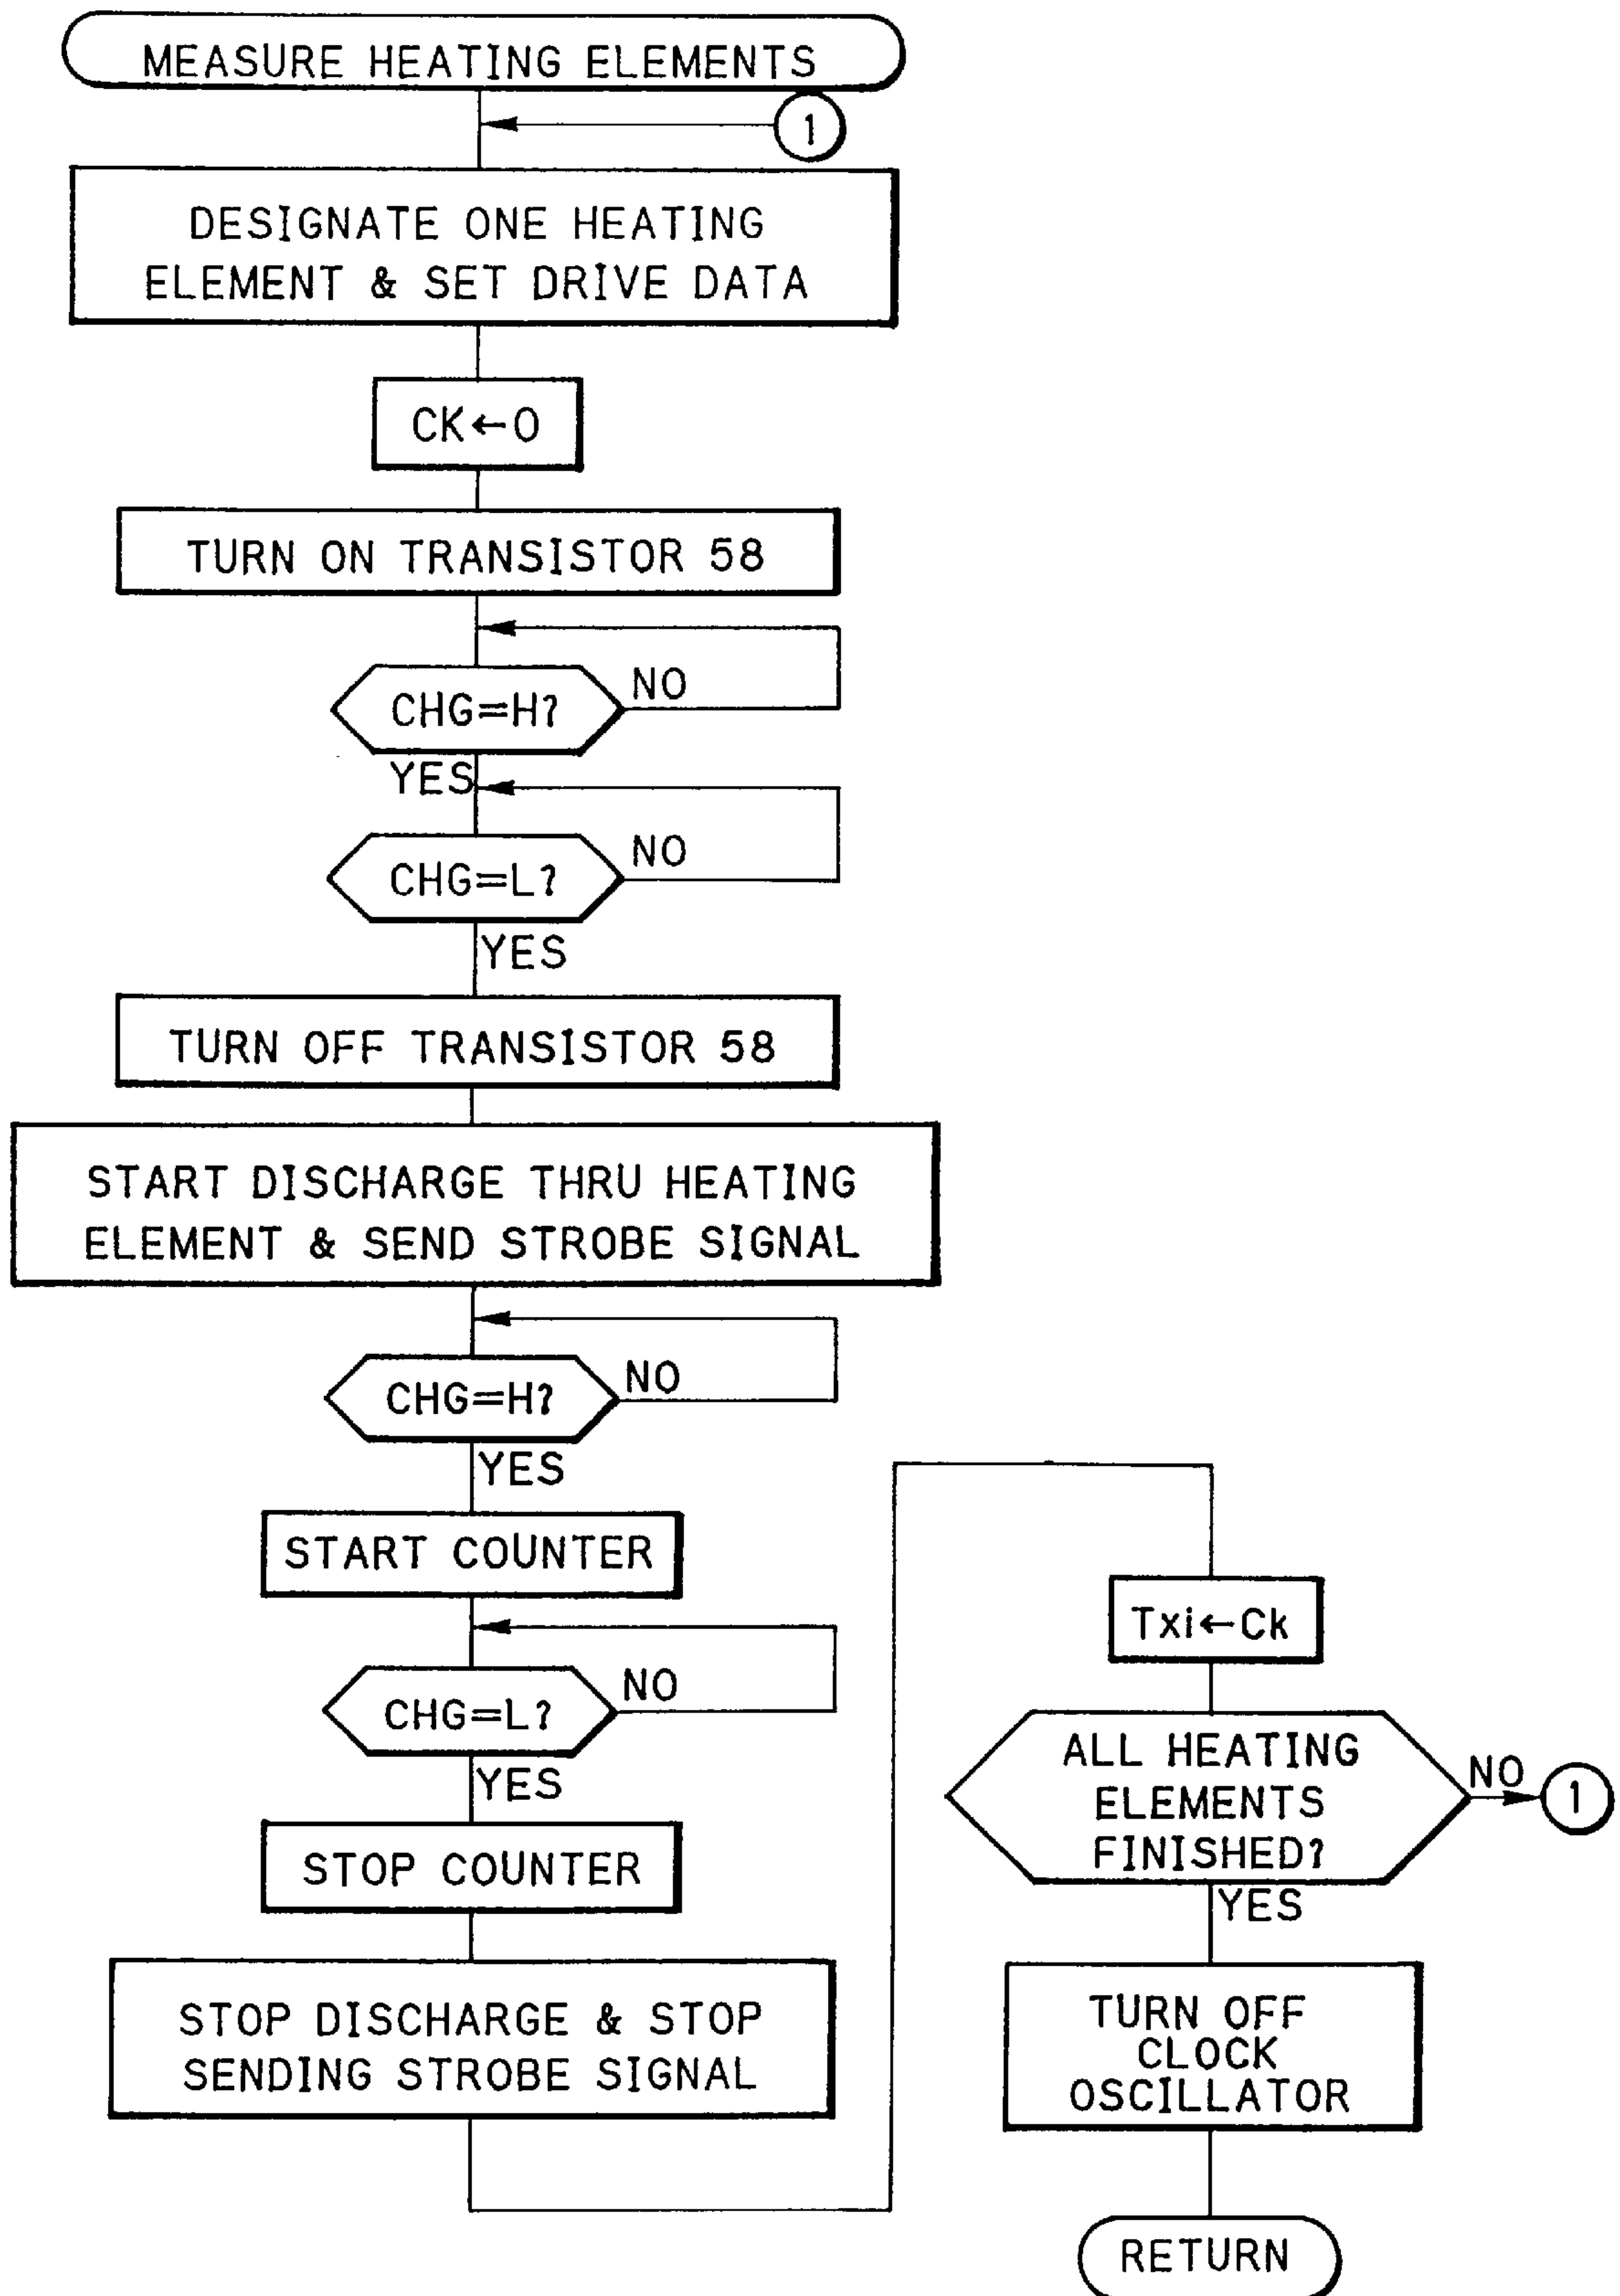 MEASURE HEATING ELEMENTS
1
DESIGNATE ONE HEATING
ELEMENT & SET DRIVE DATA
CK←0
TURN ON TRANSISTOR 58
CHG=H?
NO
YES
CHG=L?
NO
YES
TURN OFF TRANSISTOR 58
START DISCHARGE THRU HEATING
ELEMENT & SEND STROBE SIGNAL
CHG=H?
NO
YES
START COUNTER
CHG=L?
NO
YES
STOP COUNTER
STOP DISCHARGE & STOP
SENDING STROBE SIGNAL
Txi←Ck
ALL HEATING
ELEMENTS
FINISHED?
NO
1
YES
TURN OFF
CLOCK
OSCILLATOR
RETURN